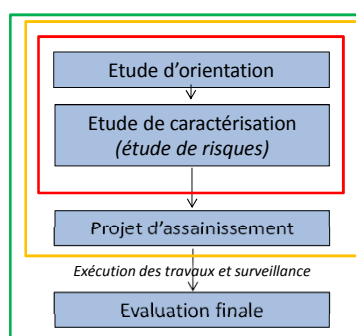 Etude d'orientation
Etude de caractérisation
(étude de risques)
Projet d'assainissement
Exécution des travaux et surveillance
Evaluation finale